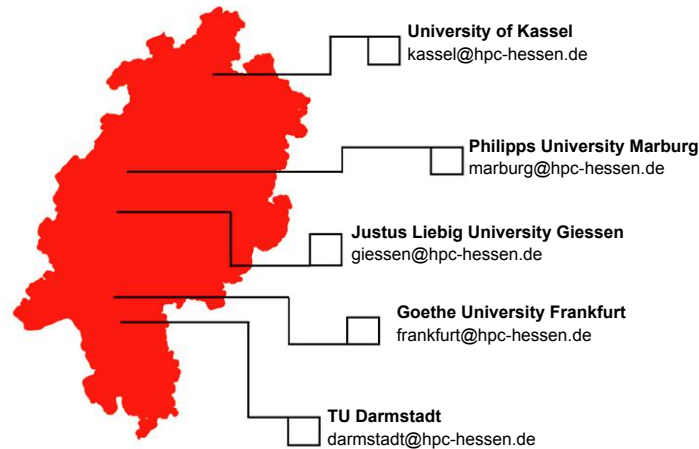 University of Kassel
kassel@hpc-hessen.de
Philipps University Marburg
marburg@hpc-hessen.de
Justus Liebig University Giessen
giessen@hpc-hessen.de
Goethe University Frankfurt
frankfurt@hpc-hessen.de
TU Darmstadt
darmstadt@hpc-hessen.de